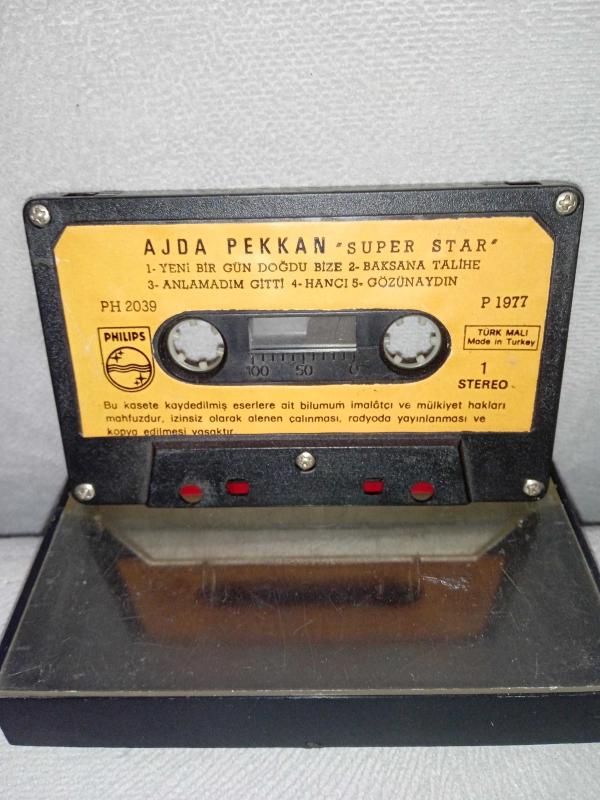 AJDA PEKKAN "SUPER STAR"
1- YENİ BİR GÜN DOĞDU BİZE 2- BAKSANA TALİHE
3- ANLAMADIM GİTTİ 4- HANCI 5- GÖZÜNAYDIN
PH 2039
P 1977
PHILIPS
TÜRK MALI
Made in Turkey
100 50 0
1
STEREO
Bu kasete kaydedilmiş eserlere ait bilumum imalâtçı ve mülkiyet hakları
mahfuzdur, izinsiz olarak alenen çalınması, radyoda yayınlanması ve
kopya edilmesi yasaktır